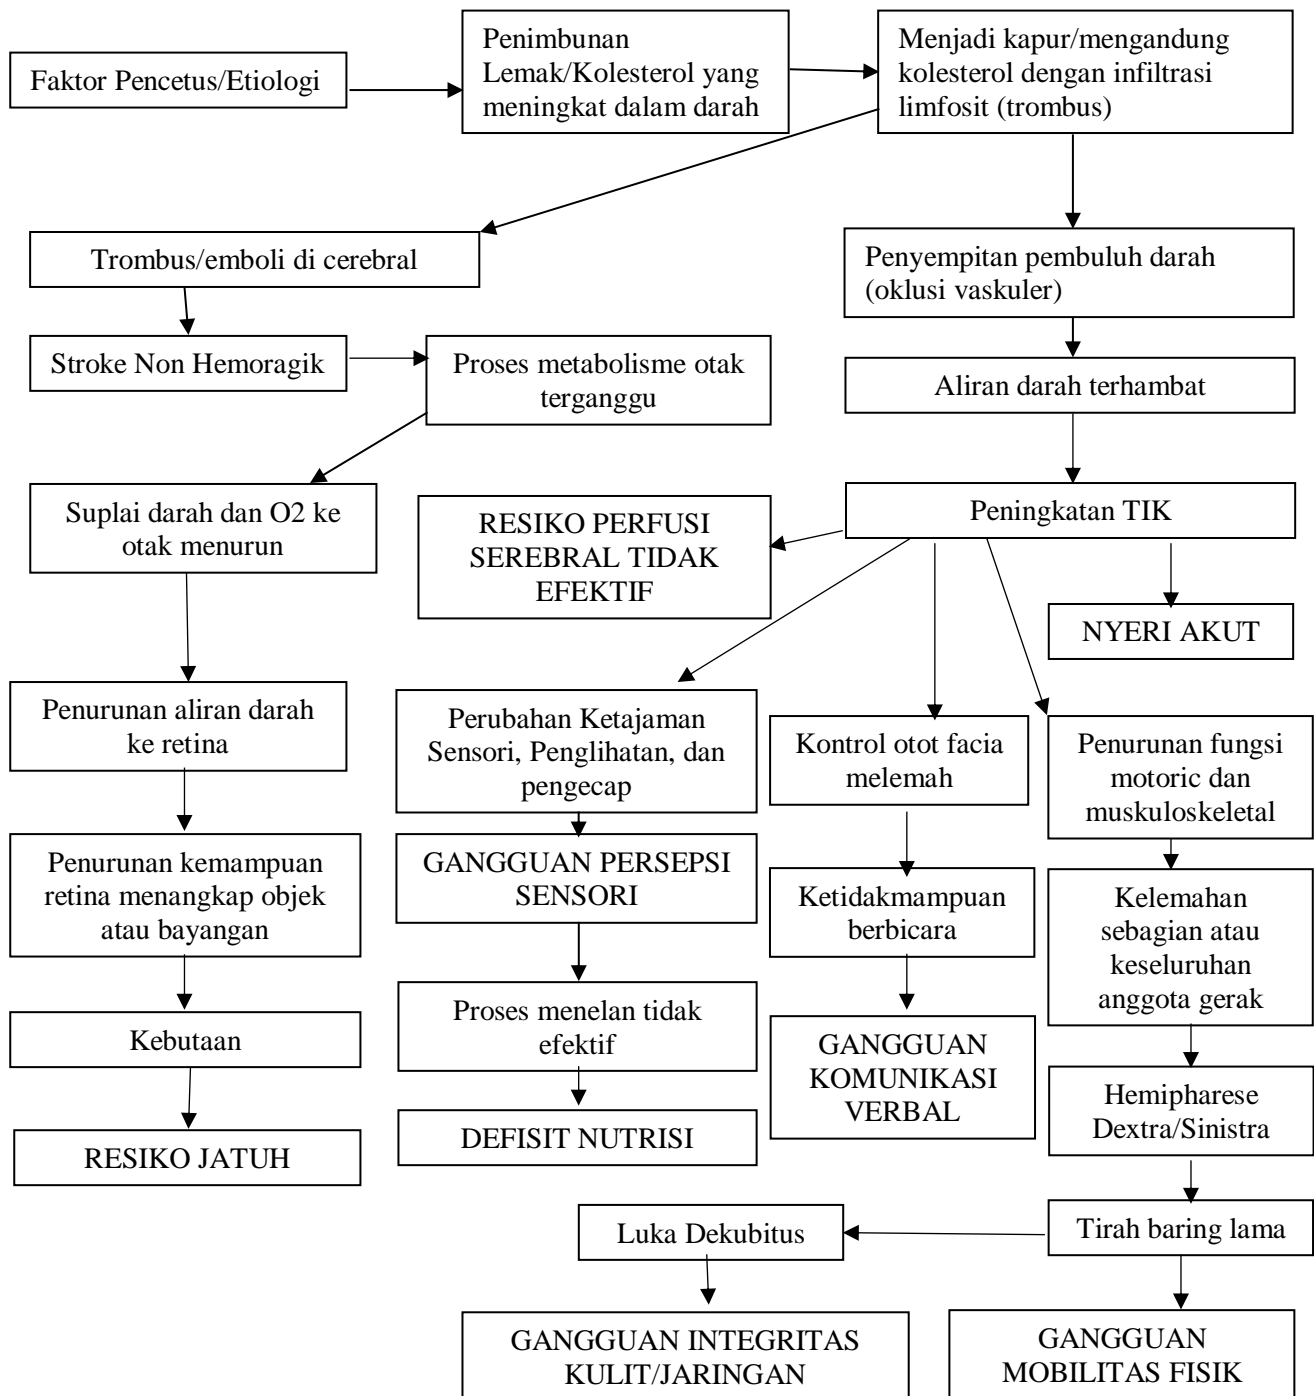 Faktor Pencetus/Etiologi
Penimbunan
Lemak/Kolesterol yang
meningkat dalam darah
Menjadi kapur/mengandung
kolesterol dengan infiltrasi
limfosit (trombus)
Trombus/emboli di cerebral
Penyempitan pembuluh darah
(oklusi vaskuler)
Stroke Non Hemoragik
Proses metabolisme otak
terganggu
Aliran darah terhambat
Suplai darah dan O2 ke
otak menurun
RESIKO PERFUSI
SEREBRAL TIDAK
EFEKTIF
Peningkatan TIK
NYERI AKUT
Penurunan aliran darah
ke retina
Perubahan Ketajaman
Sensori, Penglihatan, dan
pengecap
Kontrol otot facia
melemah
Penurunan fungsi
motoric dan
muskuloskeletal
Penurunan kemampuan
retina menangkap objek
atau bayangan
GANGGUAN PERSEPSI
SENSORI
Ketidakmampuan
berbicara
Kelemahan
sebagian atau
keseluruhan
anggota gerak
Kebutaan
Proses menelan tidak
efektif
GANGGUAN
KOMUNIKASI
VERBAL
Hemipharese
Dextra/Sinistra
RESIKO JATUH
DEFISIT NUTRISI
Luka Dekubitus
Tirah baring lama
GANGGUAN INTEGRITAS
KULIT/JARINGAN
GANGGUAN
MOBILITAS FISIK